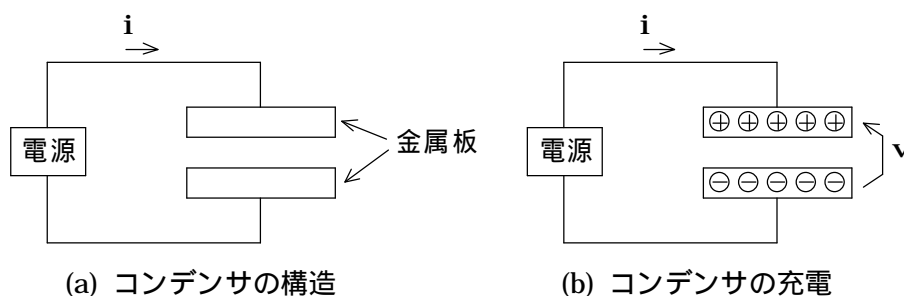 i
電源
金属板
(a) コンデンサの構造
i
電源
v
(b) コンデンサの充電